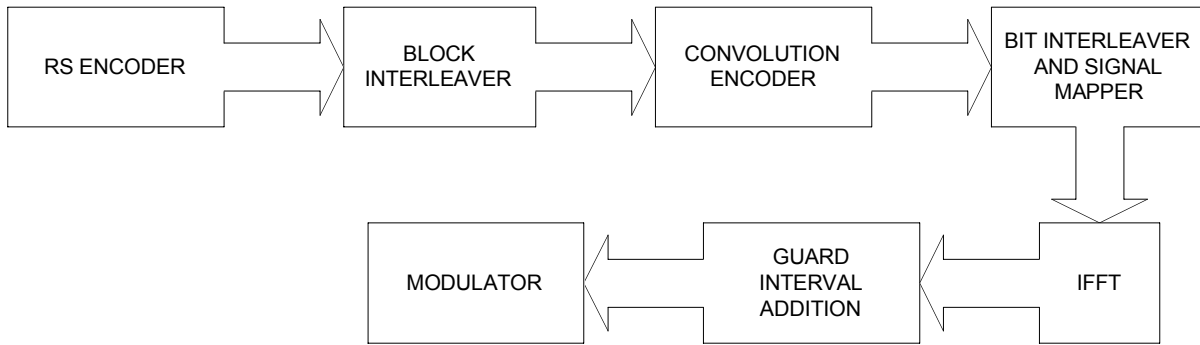 RS ENCODER
BLOCK
INTERLEAVER
CONVOLUTION
ENCODER
BIT INTERLEAVER
AND SIGNAL
MAPPER
MODULATOR
GUARD
INTERVAL
ADDITION
IFFT